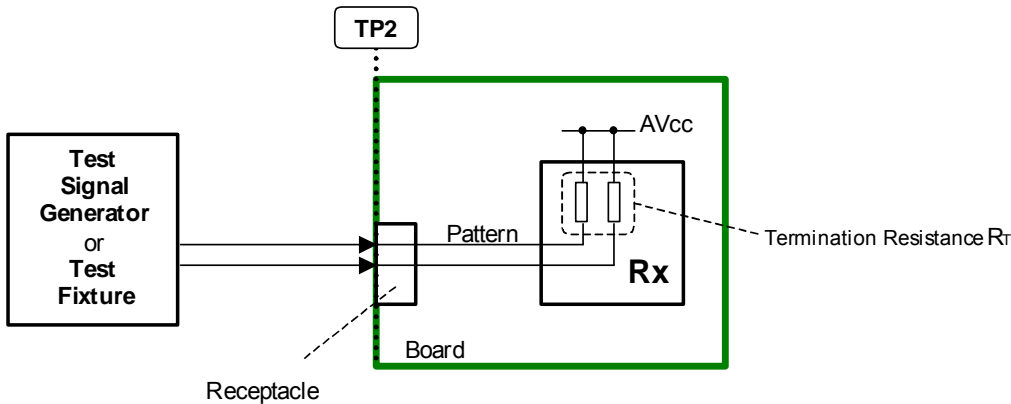 TP2
AVcc
Test
Signal
Generator
or
Test
Fixture
Pattern
Termination Resistance RT
Rx
Board
Receptacle